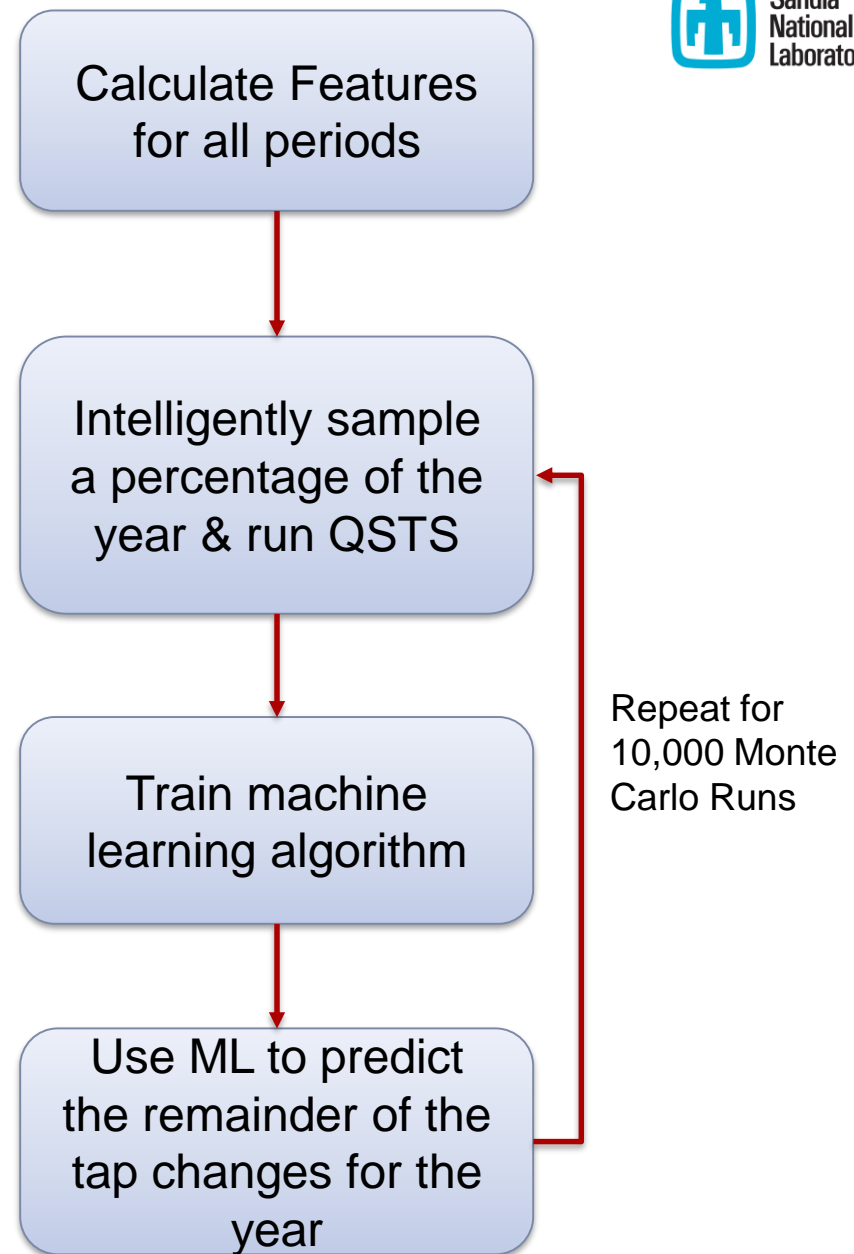 National
Calculate Features
for all periods
Intelligently sample
a percentage of the
year & run QSTS
Repeat for
10,000 Monte
Carlo Runs
Train machine
learning algorithm
Use ML to predict
the remainder of the
tap changes for the
year